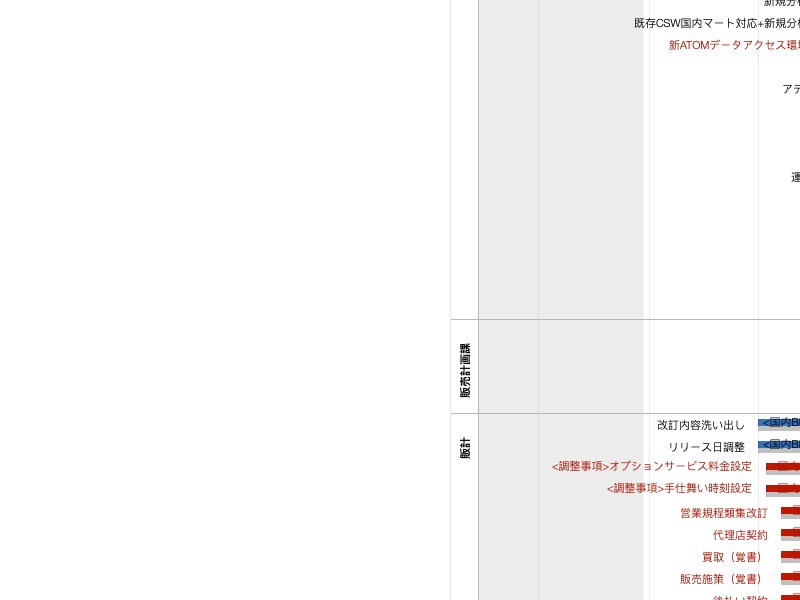 新規分析
既存CSW国内マート対応+新規分析
新ATOMデータアクセス環境
アデ
運
販売計画課
販計
改訂内容洗い出し
<国内B
リリース日調整
<国内B
<調整事項>オプションサービス料金設定
<調整事項>手仕舞い時刻設定
営業規程類集改訂
代理店契約
買取（覚書）
販売施策（覚書）
後払い契約